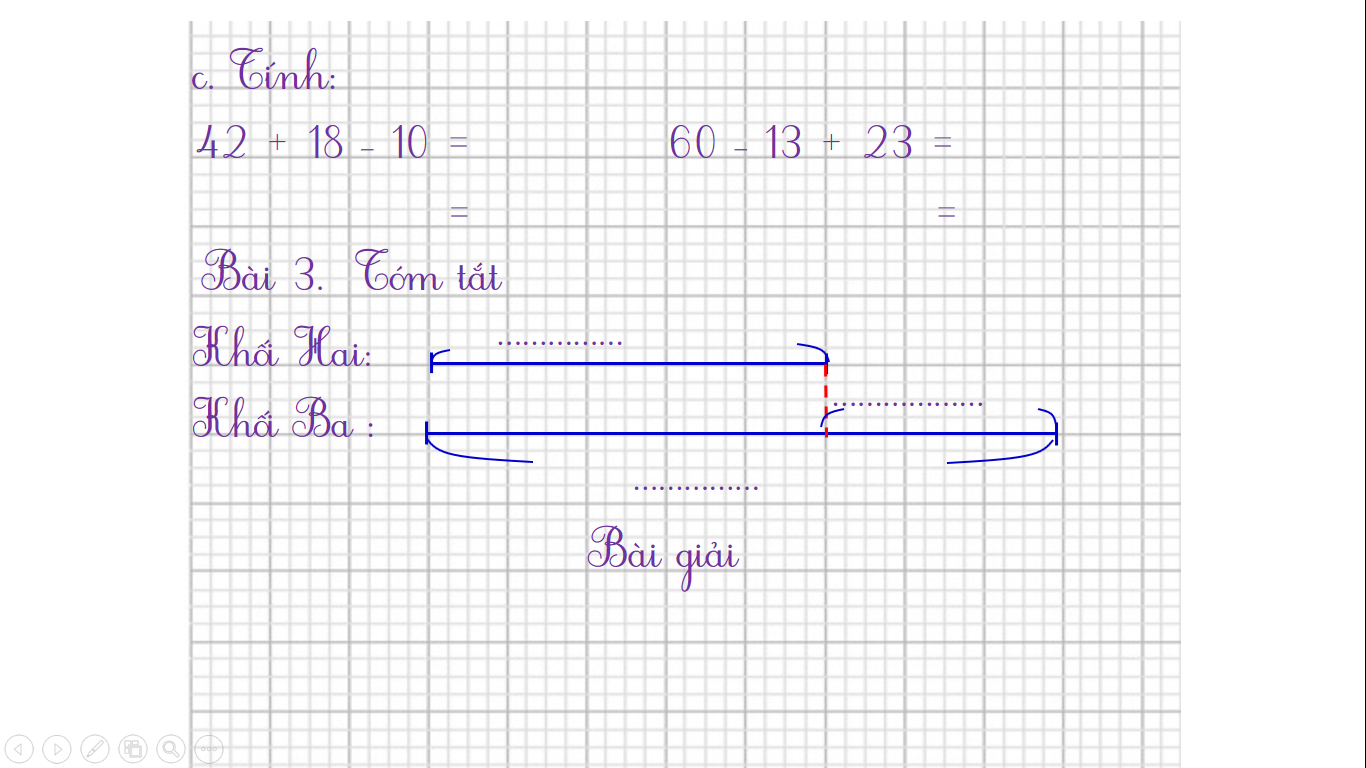 c. Tính:
42 + 18 - 10 = 60 - 13 + 23 =
= =
Bài 3. Tóm tắt
Khối Hai: ...............
Khối Ba : ..................
...............
Bài giải